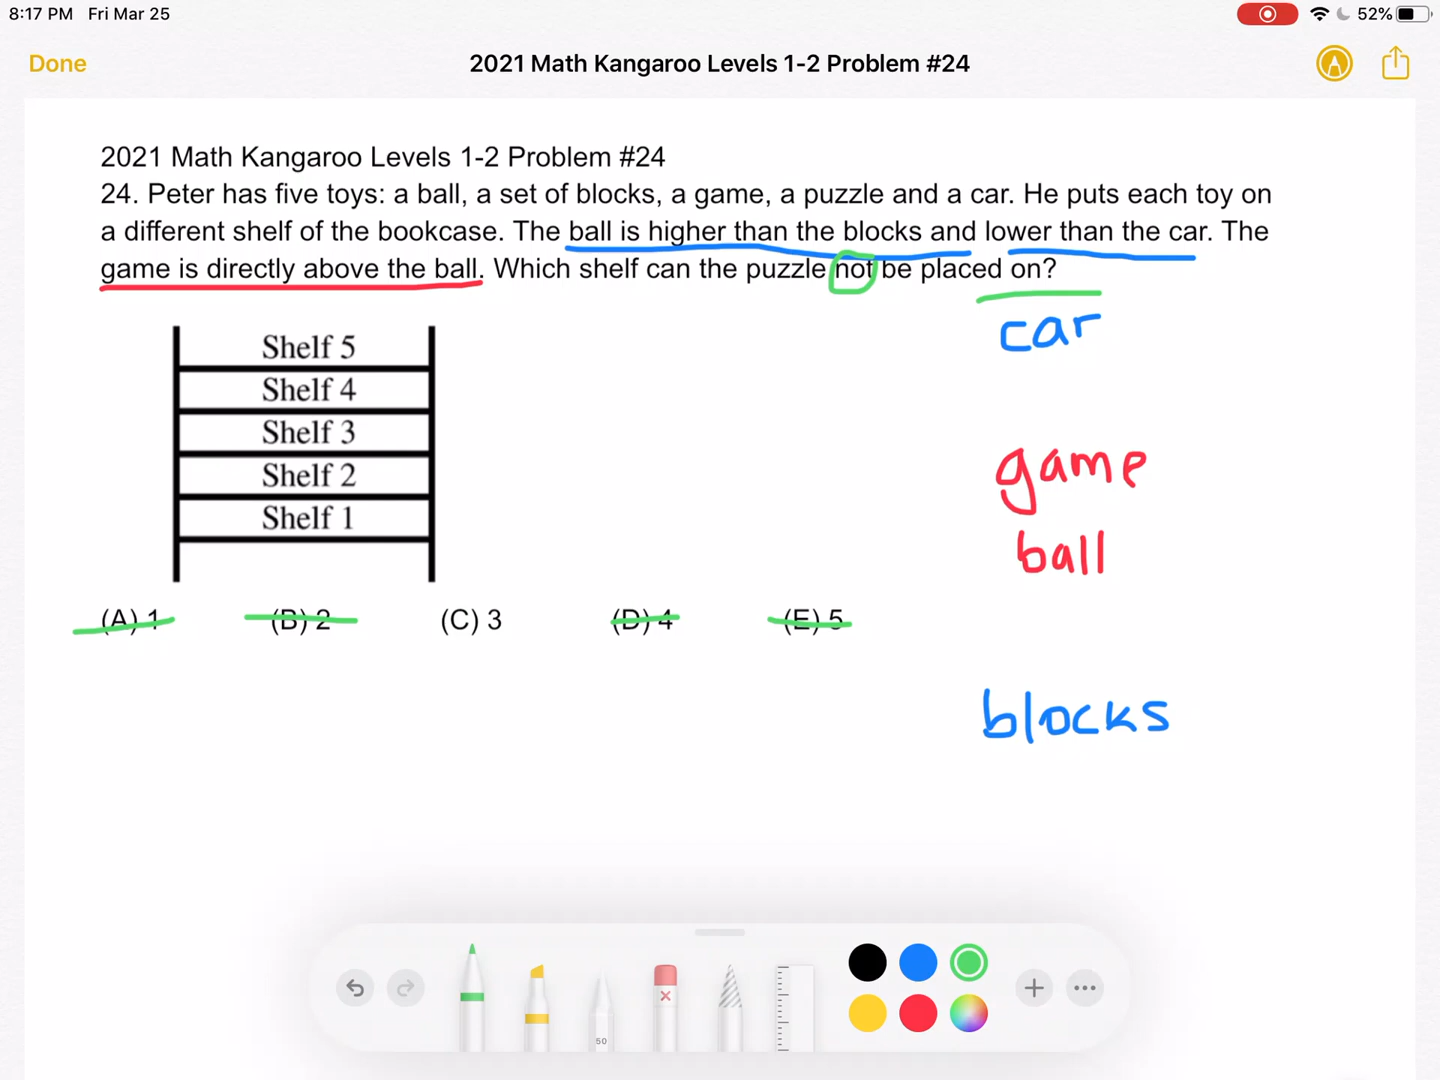 8:17 PM Fri Mar 25 52%
Done 2021 Math Kangaroo Levels 1-2 Problem #24
2021 Math Kangaroo Levels 1-2 Problem #24
24. Peter has five toys: a ball, a set of blocks, a game, a puzzle and a car. He puts each toy on
a different shelf of the bookcase. The ball is higher than the blocks and lower than the car. The
game is directly above the ball. Which shelf can the puzzle not be placed on?
car
Shelf 5
Shelf 4
Shelf 3
Shelf 2
Shelf 1
game
ball
(A) 1 (B) 2 (C) 3 (D) 4 (E) 5
blocks
50